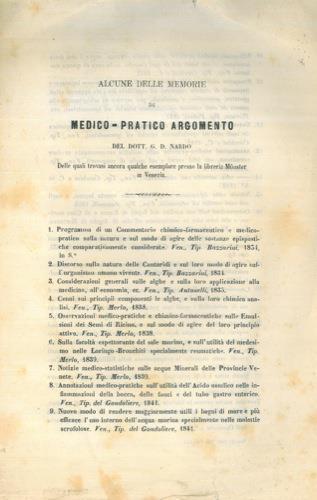 ALCUNE DELLE MEMORIE
DI
MEDICO-PRATICO ARGOMENTO
DEL DOTT. G. D. NARDO
Delle quali trovasi ancora qualche esemplare presso la libreria Münster
in Venezia.
1. Programma di un Commentario chimico-farmaceutico e medico-
pratico sulla natura e sul modo di agire delle sostanze epispasti-
che comparativamente considerate. Ven., Tip. Bazzarini, 1834,
in 8.°
2. Discorso sulla natura delle Cantaridi e sul loro modo di agire sul-
l'organismo umano vivente. Ven., Tip. Bazzarini, 1834.
3. Considerazioni generali sulle alghe e sulla loro applicazione alla
medicina, all'economia, ec. Ven., Tip. Antonelli, 1835.
4. Cenni sui principii componenti le alghe, e sulla loro chimica ana-
lisi. Ven., Tip. Merlo, 1838.
5. Osservazioni medico-pratiche e chimico-farmaceutiche sulle Emul-
sioni dei Semi di Ricino, e sul modo di agire del loro principio
attivo. Ven., Tip. Merlo, 1838.
6. Sulla facoltà espettorante del sale marino, e sull'utilità del medesi-
mo nelle Laringo-Bronchiti specialmente reumatiche. Ven., Tip.
Merlo, 1839.
7. Notizie medico-statistiche sulle acque Minerali delle Provincie Ve-
nete, Ven., Tip. Merlo, 1839.
8. Annotazioni medico-pratiche sull'utilità dell'Acido ossalico nelle in-
fiammazioni della bocca, delle fauci e del tubo gastro enterico.
Ven., Tip. del Gondoliere, 1841.
9. Nuovo modo di rendere maggiormente utili i bagni di mare e più
efficace l'uso interno dell'acqua marina specialmente nelle malattie
scrofolose. Ven., Tip. del Gondoliere, 1841.